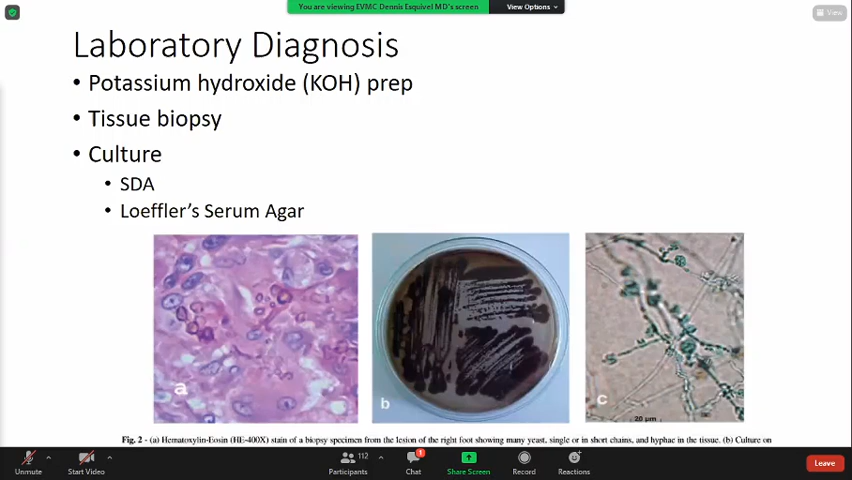 You are viewing EVMC Dennis Esquivel MD's screen
View Options
View
Laboratory Diagnosis
• Potassium hydroxide (KOH) prep
• Tissue biopsy
• Culture
• SDA
• Loeffler's Serum Agar
a
b
c
20 µm
Fig. 2 - (a) Hematoxylin-Eosin (HE-400X) stain of a biopsy specimen from the lesion of the right foot showing many yeast, single or in short chains, and hyphae in the tissue. (b) Culture on
112
1
Unmute
Start Video
Participants
Chat
Share Screen
Record
Reactions
Leave